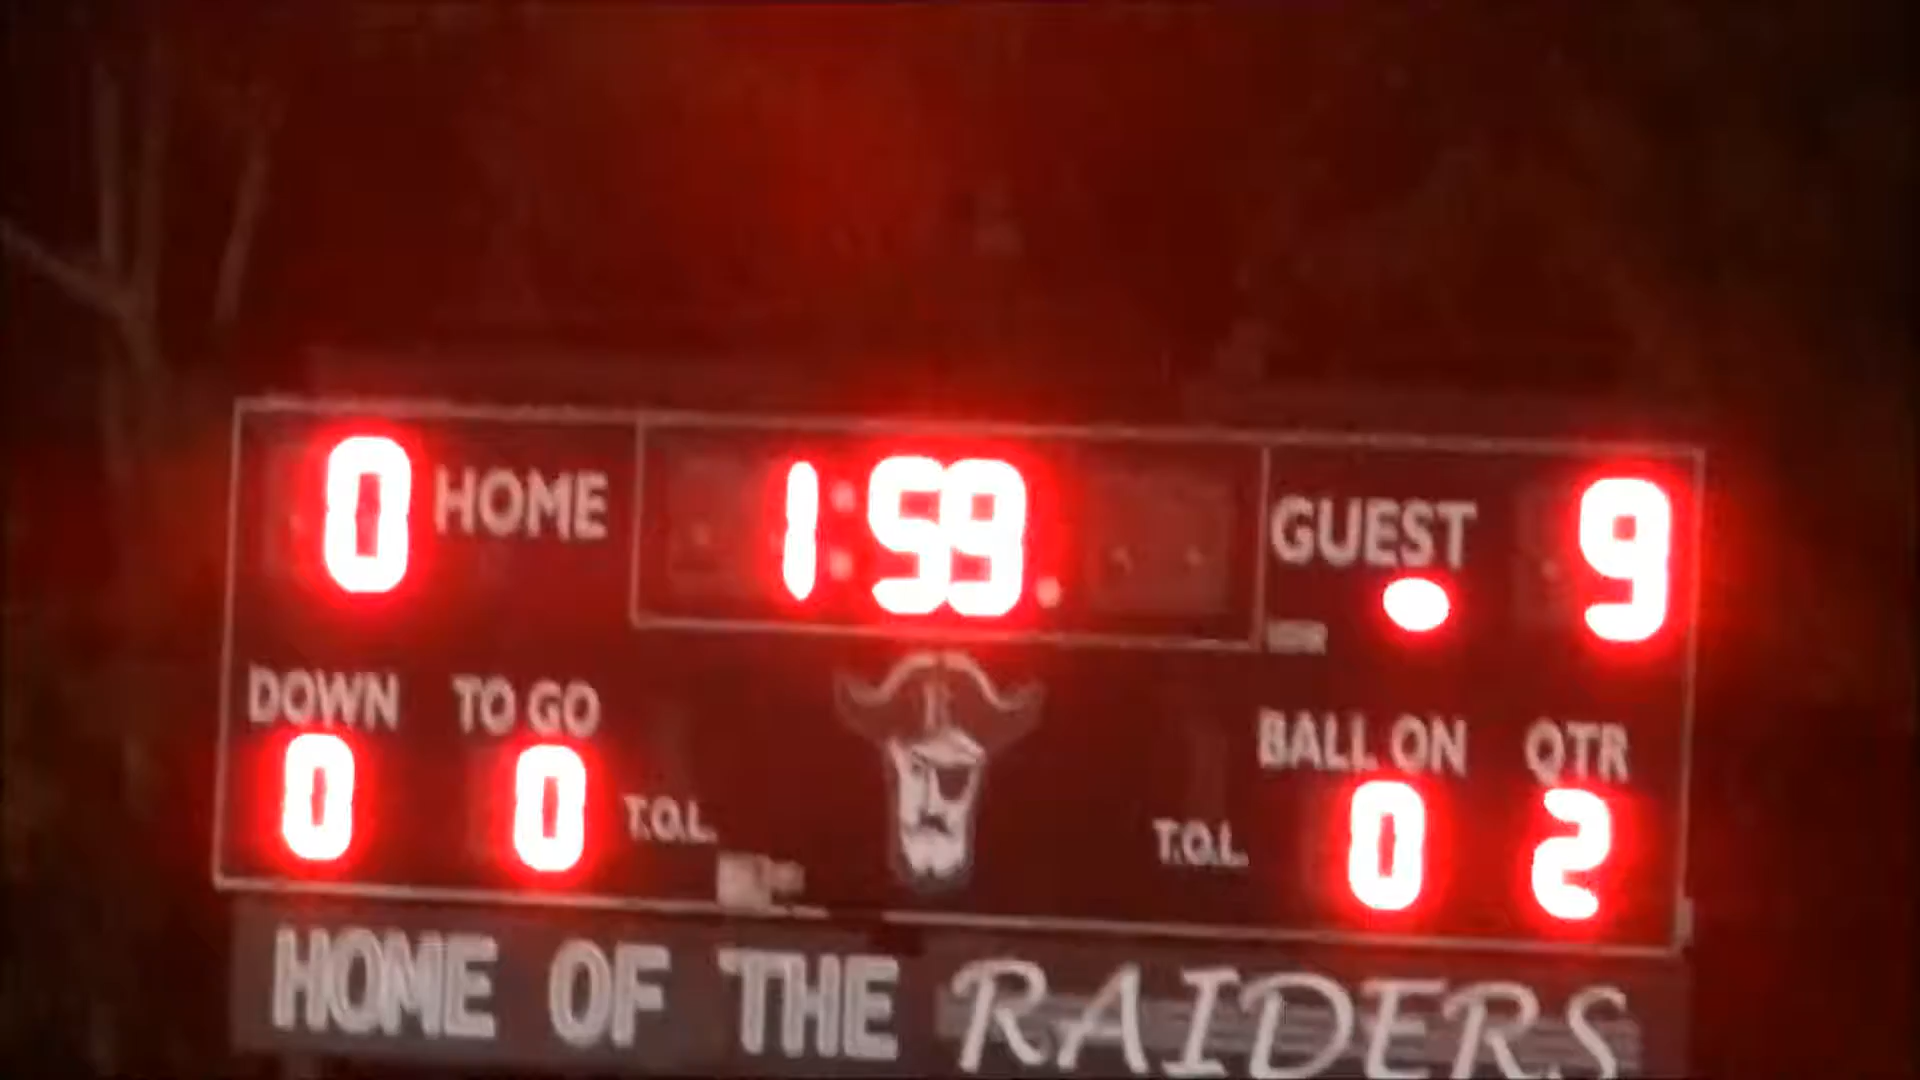 0 HOME 1:59 GUEST 9
DOWN TO GO BALL ON QTR
0 0 T.O.L. T.O.L. 0 2
HOME OF THE RAIDERS